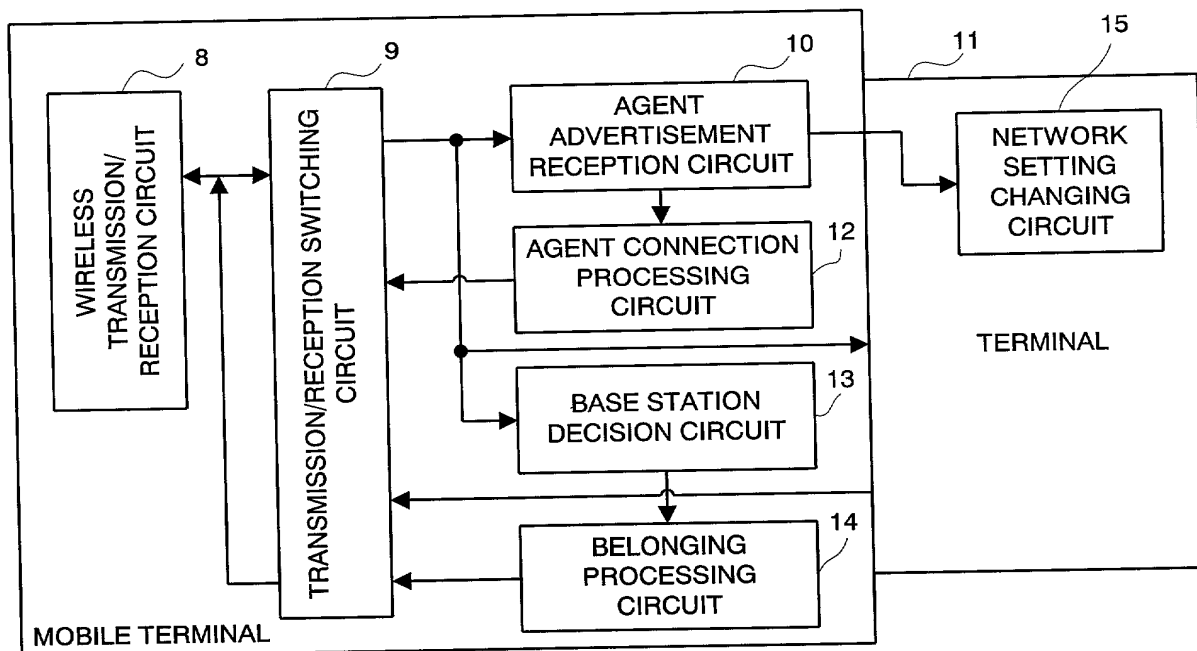 8
9
10
11
15
WIRELESS
TRANSMISSION/
RECEPTION CIRCUIT
TRANSMISSION/RECEPTION SWITCHING
CIRCUIT
AGENT
ADVERTISEMENT
RECEPTION CIRCUIT
NETWORK
SETTING
CHANGING
CIRCUIT
AGENT CONNECTION
PROCESSING
CIRCUIT
12
TERMINAL
BASE STATION
DECISION CIRCUIT
13
BELONGING
PROCESSING
CIRCUIT
14
MOBILE TERMINAL